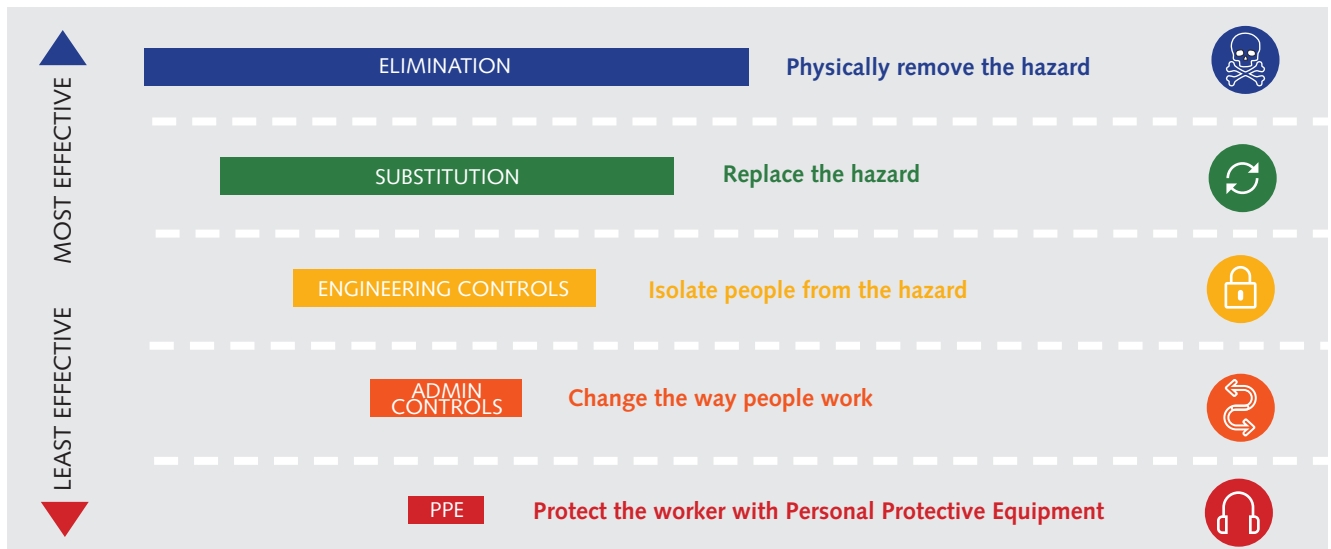 MOST EFFECTIVE
LEAST EFFECTIVE
ELIMINATION
Physically remove the hazard
SUBSTITUTION
Replace the hazard
ENGINEERING CONTROLS
Isolate people from the hazard
ADMIN
CONTROLS
Change the way people work
PPE
Protect the worker with Personal Protective Equipment